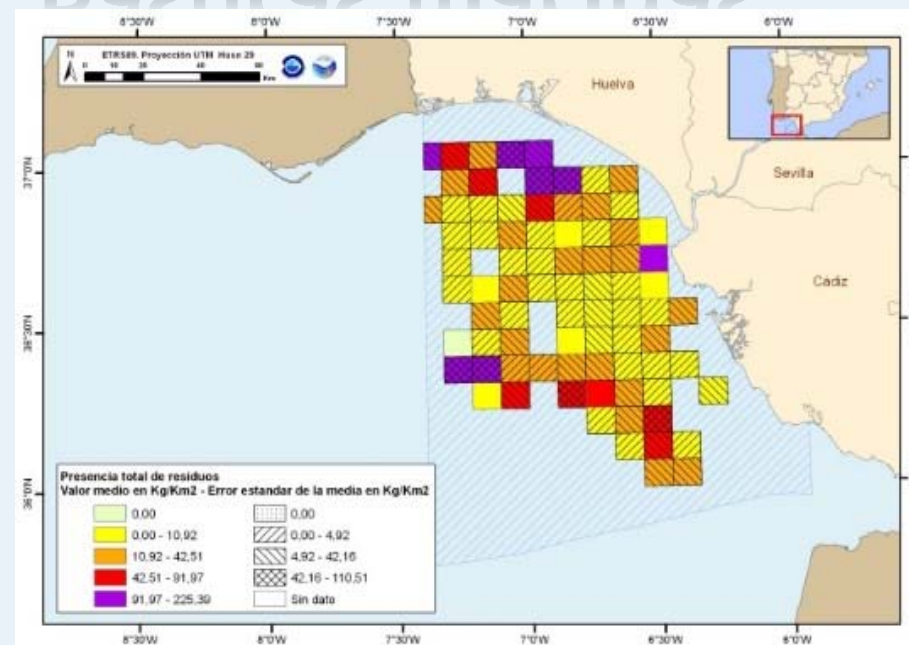 8°30'W 8°0'W 7°30'W 7°0'W 6°30'W 6°0'W
N
ETRS89. Proyección UTM Huso 29
Km
Huelva
Sevilla
Cádiz
37°0'N
36°30'N
36°0'N
Presencia total de residuos
Valor medio en Kg/Km2 - Error estandar de la media en Kg/Km2
0,00 0,00
0,00 - 10,92 0,00 - 4,92
10,92 - 42,51 4,92 - 42,16
42,51 - 91,97 42,16 - 110,51
91,97 - 225,39 Sin dato
8°30'W 8°0'W 7°30'W 7°0'W 6°30'W 6°0'W